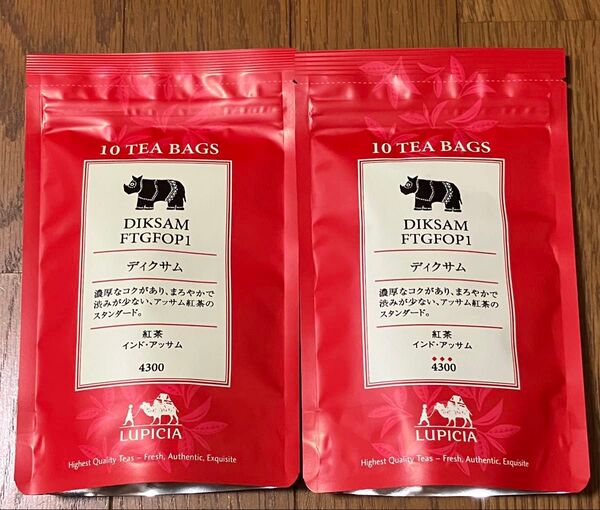 10 TEA BAGS
DIKSAM
FTGFOP1
ディクサム
濃厚なコクがあり、まろやかで
渋みが少ない、アッサム紅茶の
スタンダード。
紅茶
インド・アッサム
4300
LUPICIA
Highest Quality Teas – Fresh, Authentic, Exquisite
10 TEA BAGS
DIKSAM
FTGFOP1
ディクサム
濃厚なコクがあり、まろやかで
渋みが少ない、アッサム紅茶の
スタンダード。
紅茶
インド・アッサム
4300
LUPICIA
Highest Quality Teas – Fresh, Authentic, Exquisite